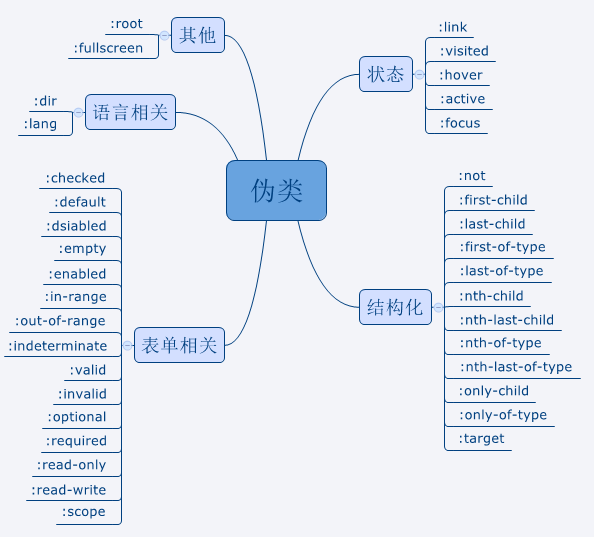 伪类
其他
:root
:fullscreen
语言相关
:dir
:lang
表单相关
:checked
:default
:dsiabled
:empty
:enabled
:in-range
:out-of-range
:indeterminate
:valid
:invalid
:optional
:required
:read-only
:read-write
:scope
状态
:link
:visited
:hover
:active
:focus
结构化
:not
:first-child
:last-child
:first-of-type
:last-of-type
:nth-child
:nth-last-child
:nth-of-type
:nth-last-of-type
:only-child
:only-of-type
:target